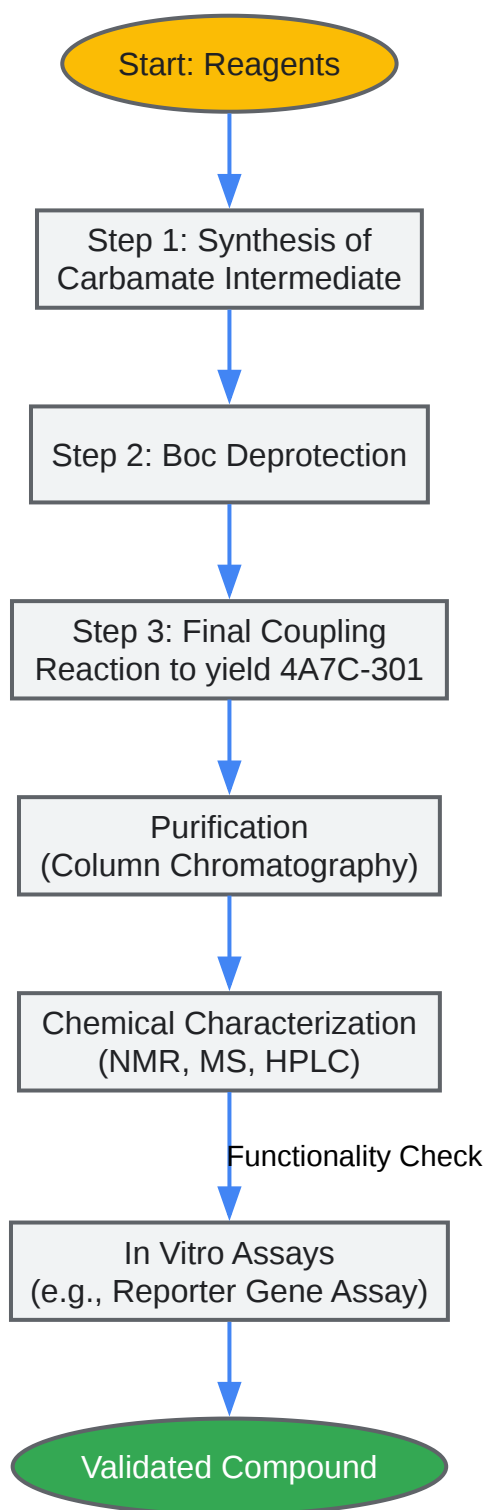 Start: Reagents
Step 1: Synthesis of
Carbamate Intermediate
Step 2: Boc Deprotection
Step 3: Final Coupling
Reaction to yield 4A7C-301
Purification
(Column Chromatography)
Chemical Characterization
(NMR, MS, HPLC)
Functionality Check
In Vitro Assays
(e.g., Reporter Gene Assay)
Validated Compound